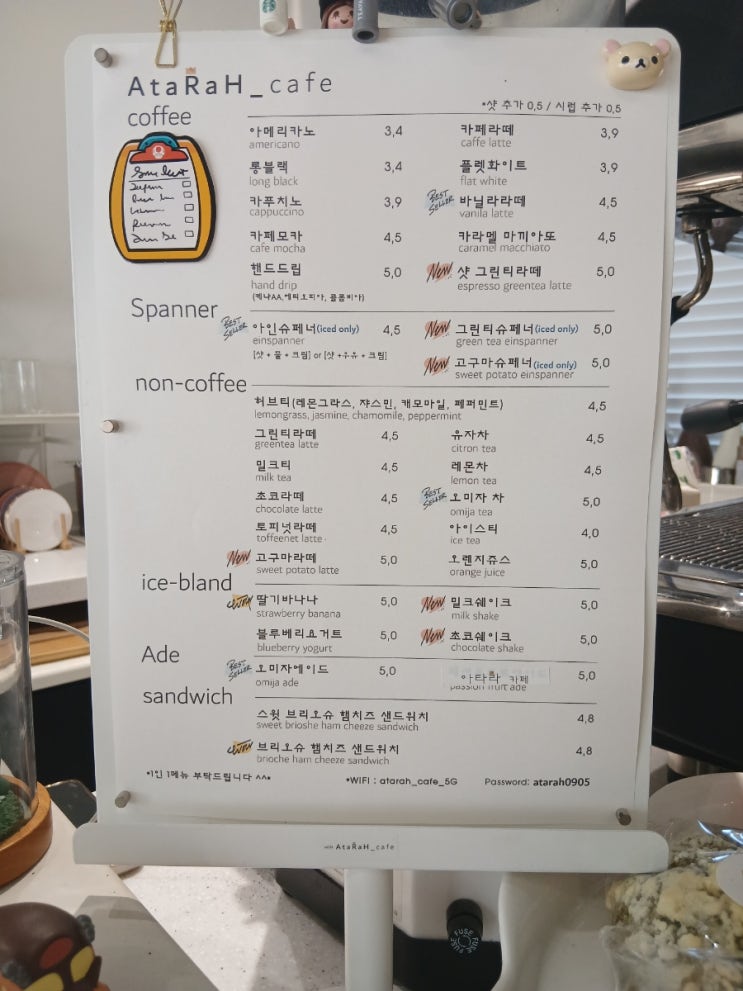 AtaRaH_cafe
*샷 추가 0,5 / 시럽 추가 0,5
coffee
아메리카노 3,4
americano
카페라떼 3,9
caffe latte
롱블랙 3,4
long black
플렛화이트 3,9
flat white
카푸치노 3,9
cappuccino
BEST SELLER 바닐라라떼 4,5
vanila latte
카페모카 4,5
cafe mocha
카라멜 마끼아또 4,5
caramel macchiato
핸드드립 5,0
hand drip
(케냐AA,에티오피아, 콜롬비아)
New 샷 그린티라떼 5,0
espresso greentea latte
Spanner
BEST SELLER 아인슈페너(iced only) 4,5
einspanner
[샷 + 물 + 크림] or [샷 +우유 + 크림]
New 그린티슈페너(iced only) 5,0
green tea einspanner
New 고구마슈페너(iced only) 5,0
sweet potato einspanner
non-coffee
허브티(레몬그라스, 쟈스민, 캐모마일, 페퍼민트) 4,5
lemongrass, jasmine, chamomile, peppermint
그린티라떼 4,5
greentea latte
유자차 4,5
citron tea
밀크티 4,5
milk tea
레몬차 4,5
lemon tea
초코라떼 4,5
chocolate latte
BEST SELLER 오미자 차 5,0
omija tea
토피넛라떼 4,5
toffeenet latte
아이스티 4,0
ice tea
New 고구마라떼 5,0
sweet potato latte
오렌지쥬스 5,0
orange juice
ice-bland
딸기바나나 5,0
strawberry banana
New 밀크쉐이크 5,0
milk shake
블루베리요거트 5,0
blueberry yogurt
New 초코쉐이크 5,0
chocolate shake
Ade
BEST SELLER 오미자에이드 5,0
omija ade
아타라 카페 5,0
passion fruit ade
sandwich
스윗 브리오슈 햄치즈 샌드위치 4,8
sweet brioshe ham cheeze sandwich
브리오슈 햄치즈 샌드위치 4,8
brioche ham cheeze sandwich
*1인 1메뉴 부탁드립니다 ^^*
*WIFI : atarah_cafe_5G
Password: atarah0905
with AtaRaH_cafe
FUSE FUSE FUSE